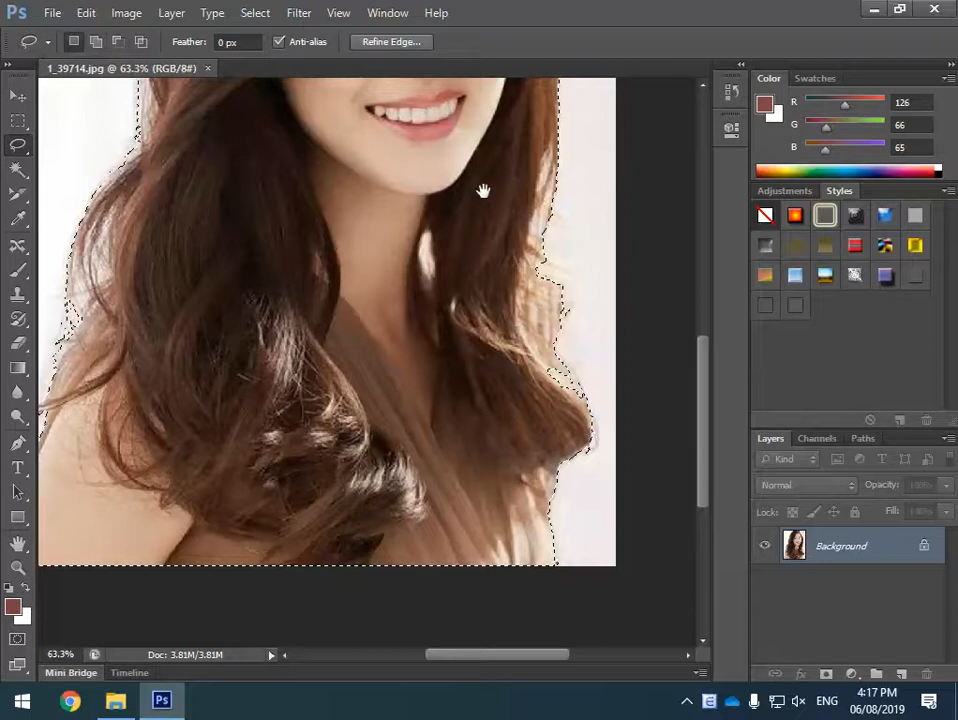 Ps File Edit Image Layer Type Select Filter View Window Help
Feather: 0 px Anti-alias Refine Edge...
1_39714.jpg @ 63.3% (RGB/8#) ×
Color Swatches
R 126
G 66
B 65
Adjustments Styles
Layers Channels Paths
Kind
Normal Opacity: 100%
Lock: Fill: 100%
Background
63.3% Doc: 3.81M/3.81M
Mini Bridge Timeline
Ps ENG 4:17 PM
06/08/2019